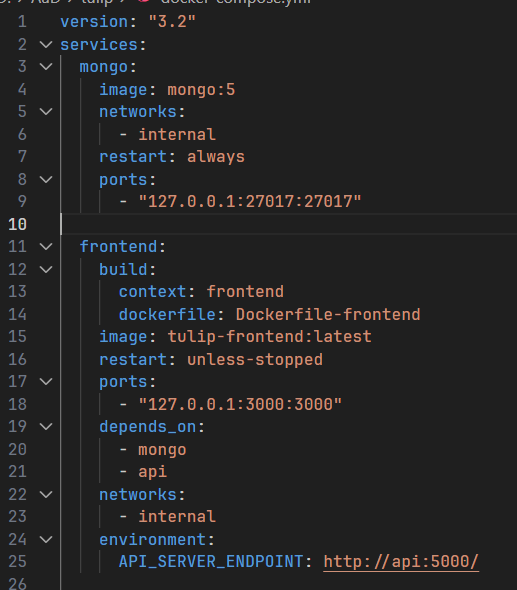 AaD > tulip > docker-compose.yml
1 version: "3.2"
2 services:
3   mongo:
4     image: mongo:5
5     networks:
6       - internal
7     restart: always
8     ports:
9       - "127.0.0.1:27017:27017"
10
11   frontend:
12     build:
13       context: frontend
14       dockerfile: Dockerfile-frontend
15     image: tulip-frontend:latest
16     restart: unless-stopped
17     ports:
18       - "127.0.0.1:3000:3000"
19     depends_on:
20       - mongo
21       - api
22     networks:
23       - internal
24     environment:
25       API_SERVER_ENDPOINT: http://api:5000/
26